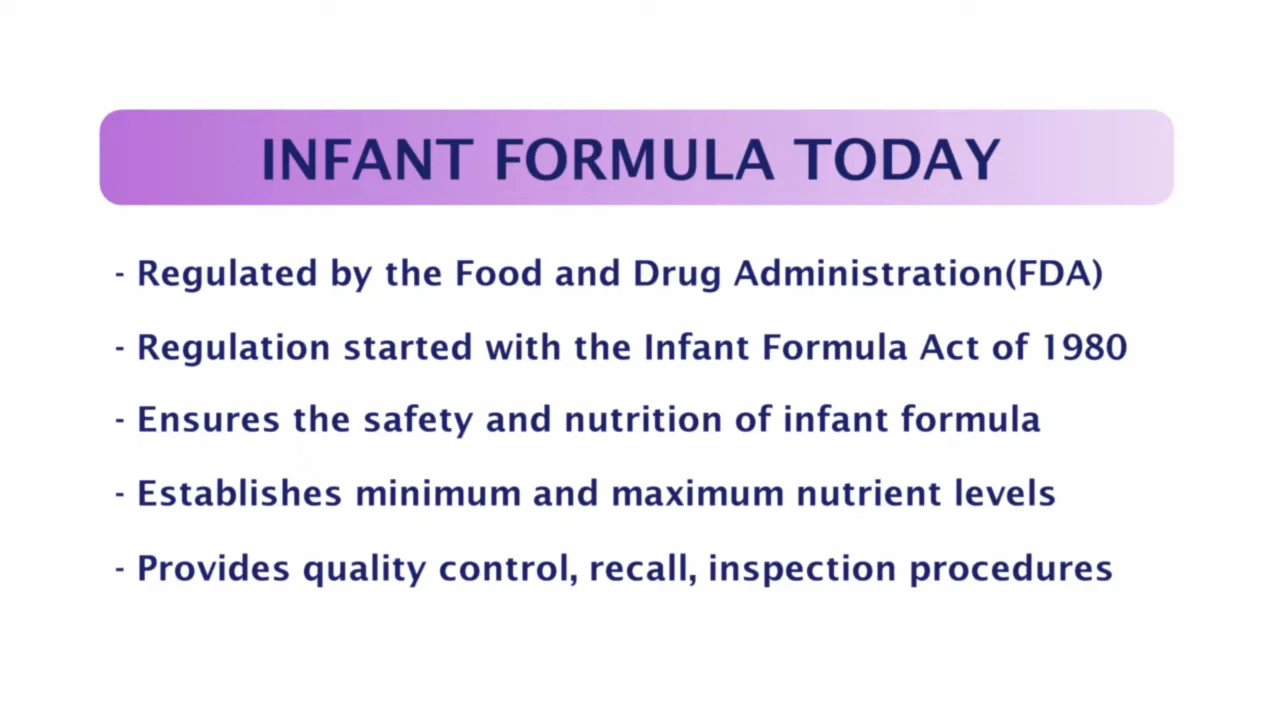 INFANT FORMULA TODAY
- Regulated by the Food and Drug Administration(FDA)
- Regulation started with the Infant Formula Act of 1980
- Ensures the safety and nutrition of infant formula
- Establishes minimum and maximum nutrient levels
- Provides quality control, recall, inspection procedures